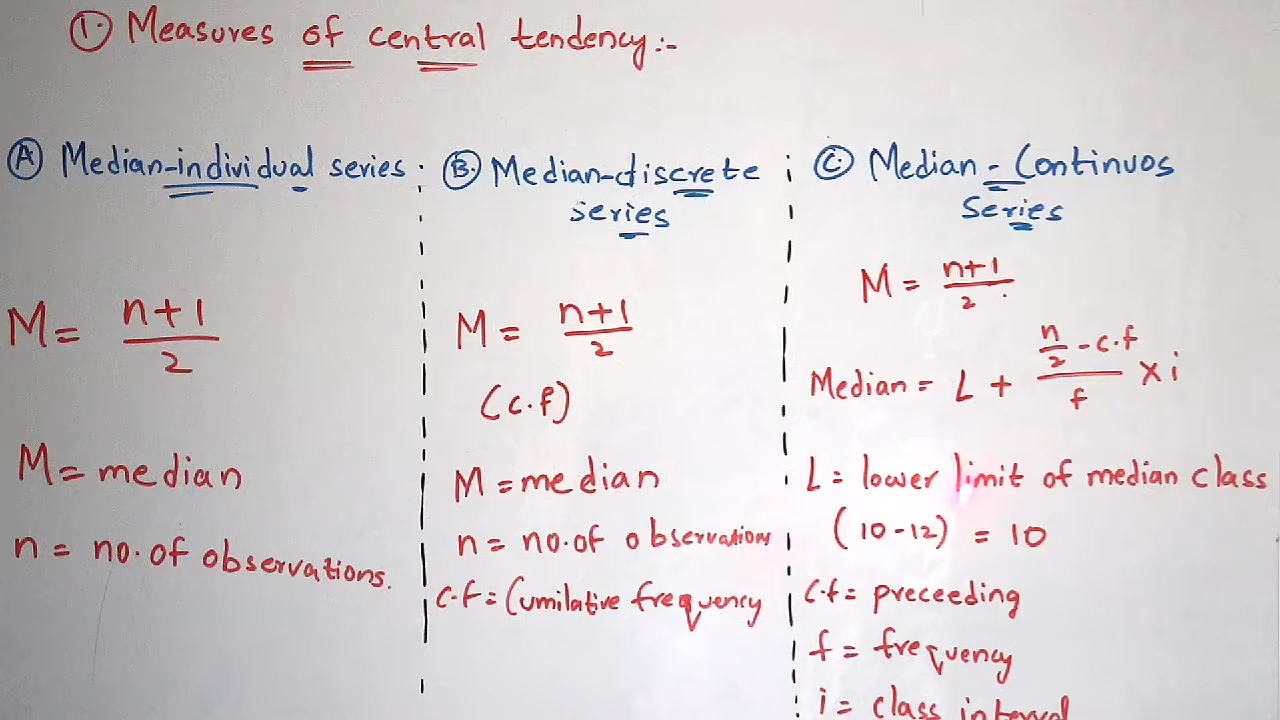 1. Measures of central tendency:-
A Median-individual series.
M = n+1/2
M = median
n = no. of observations.
B. Median-discrete
series
M = n+1/2
(c.f)
M = median
n = no. of observations
c.f = Cumilative frequency
C. Median - Continuos
Series
M = n+1/2.
Median = L + n/2 - c.f/f × i
L = lower limit of median class
(10-12) = 10
c.f = preceeding
f = frequency
i = class interval